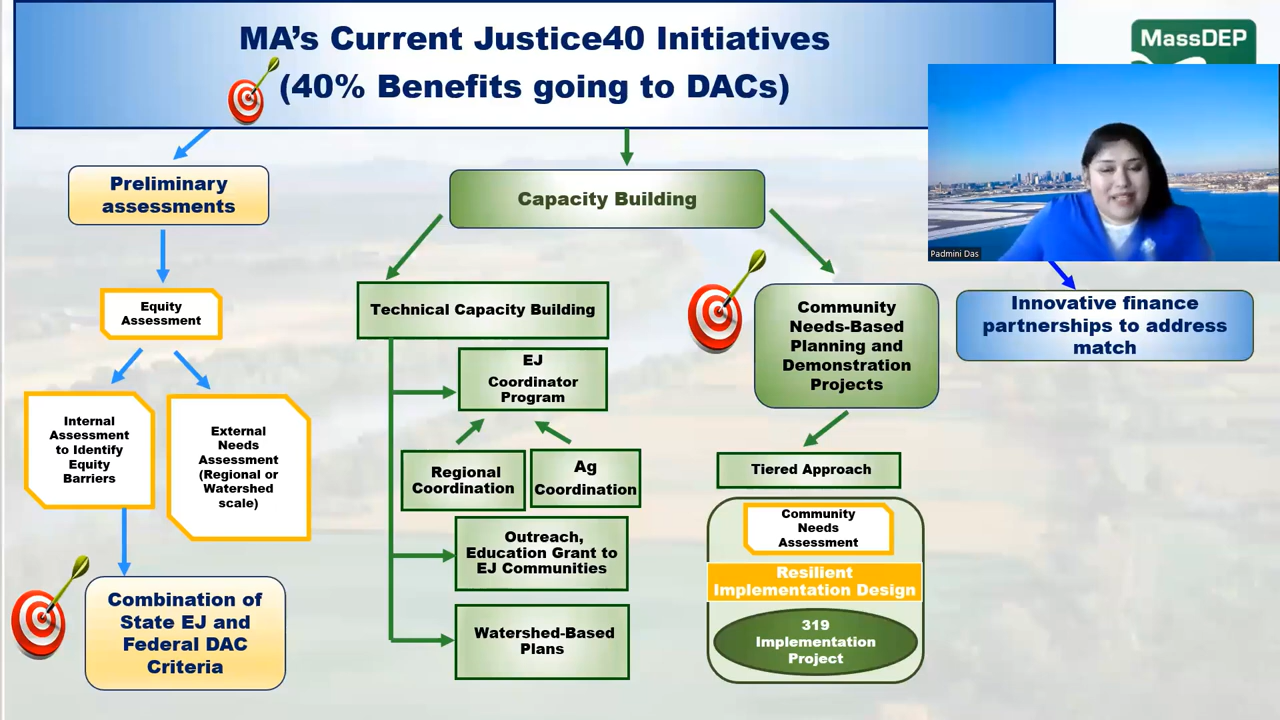 MA's Current Justice40 Initiatives
(40% Benefits going to DACs)
MassDEP
Padmini Das
Preliminary
assessments
Equity
Assessment
Internal
Assessment
to Identify
Equity
Barriers
External
Needs
Assessment
(Regional or
Watershed
scale)
Combination of
State EJ and
Federal DAC
Criteria
Capacity Building
Technical Capacity Building
EJ
Coordinator
Program
Regional
Coordination
Ag
Coordination
Outreach,
Education Grant to
EJ Communities
Watershed-Based
Plans
Community
Needs-Based
Planning and
Demonstration
Projects
Tiered Approach
Community
Needs
Assessment
Resilient
Implementation Design
319
Implementation
Project
Innovative finance
partnerships to address
match